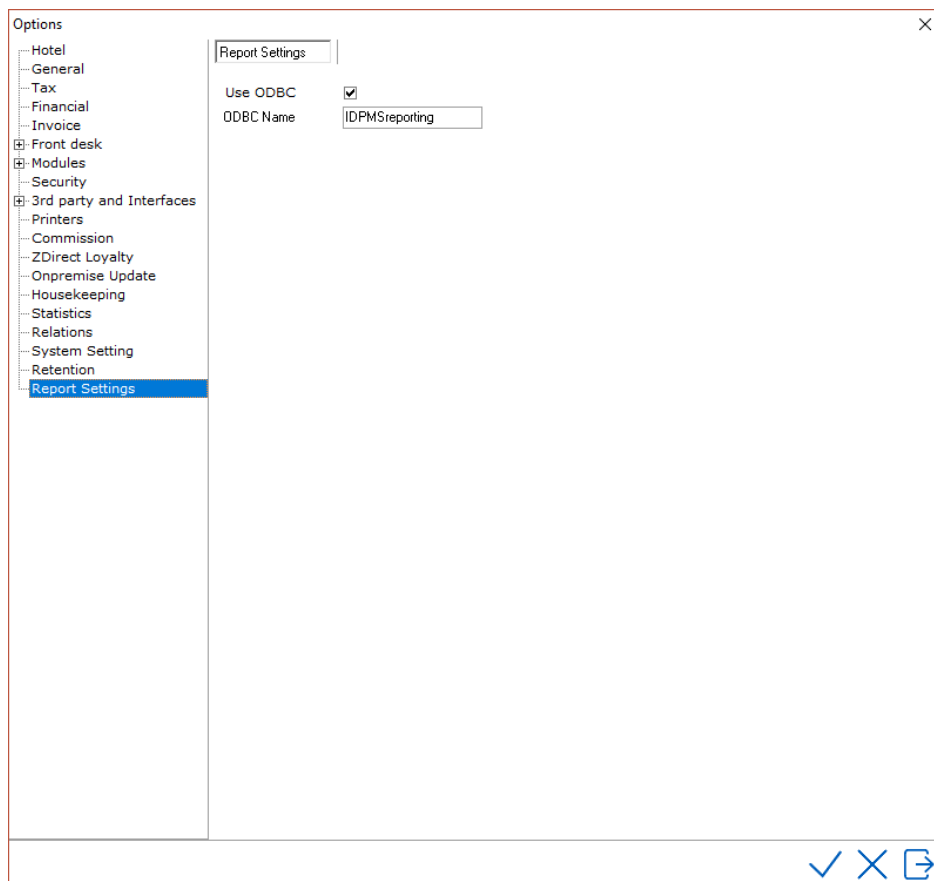 Options
Hotel
General
Tax
Financial
Invoice
Front desk
Modules
Security
3rd party and Interfaces
Printers
Commission
ZDirect Loyalty
Onpremise Update
Housekeeping
Statistics
Relations
System Setting
Retention
Report Settings
Report Settings
Use ODBC
ODBC Name IDPMSreporting